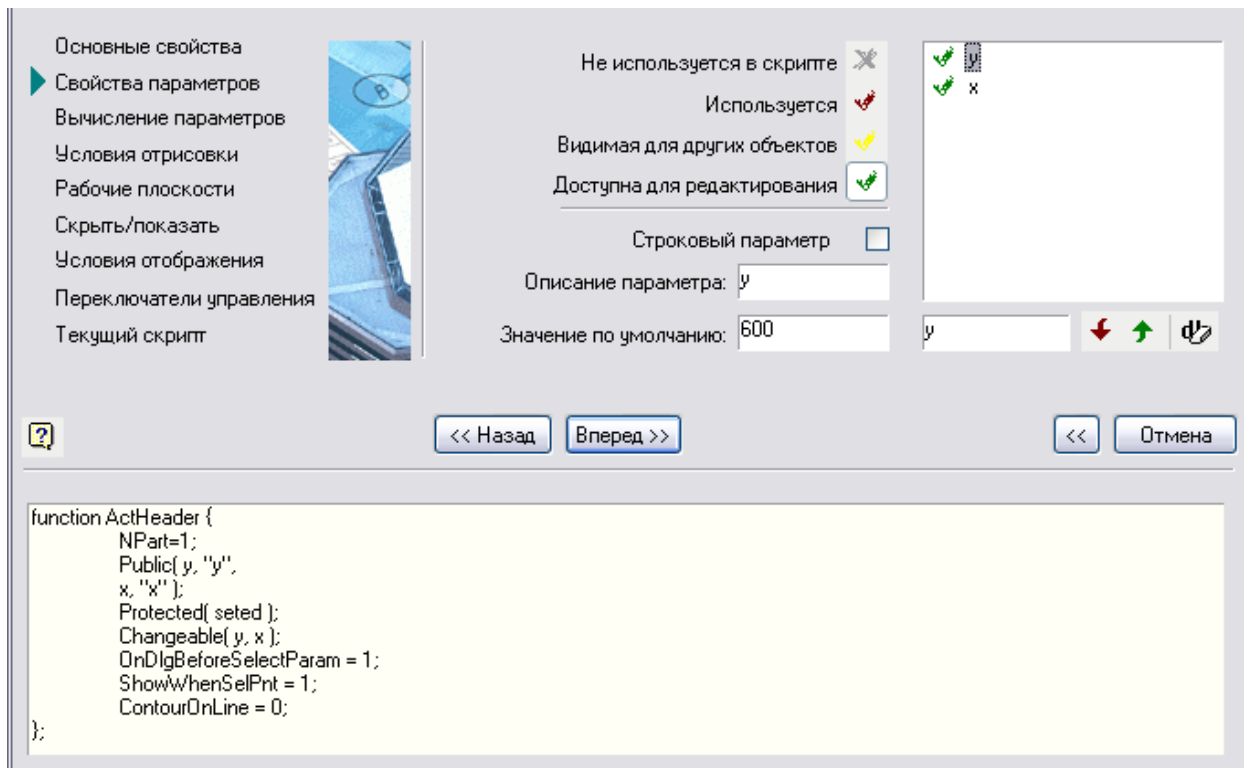 Основные свойства
Свойства параметров
Вычисление параметров
Условия отрисовки
Рабочие плоскости
Скрыть/показать
Условия отображения
Переключатели управления
Текущий скрипт
В
Не используется в скрипте
Используется
Видимая для других объектов
Доступна для редактирования
Строковый параметр
Описание параметра: y
Значение по умолчанию: 600
y
x
y
<< Назад
Вперед >>
<<
Отмена
function ActHeader {
NPart=1;
Public( y, "y",
x, "x" );
Protected( seted );
Changeable( y, x );
OnDlgBeforeSelectParam = 1;
ShowWhenSelPnt = 1;
ContourOnLine = 0;
};